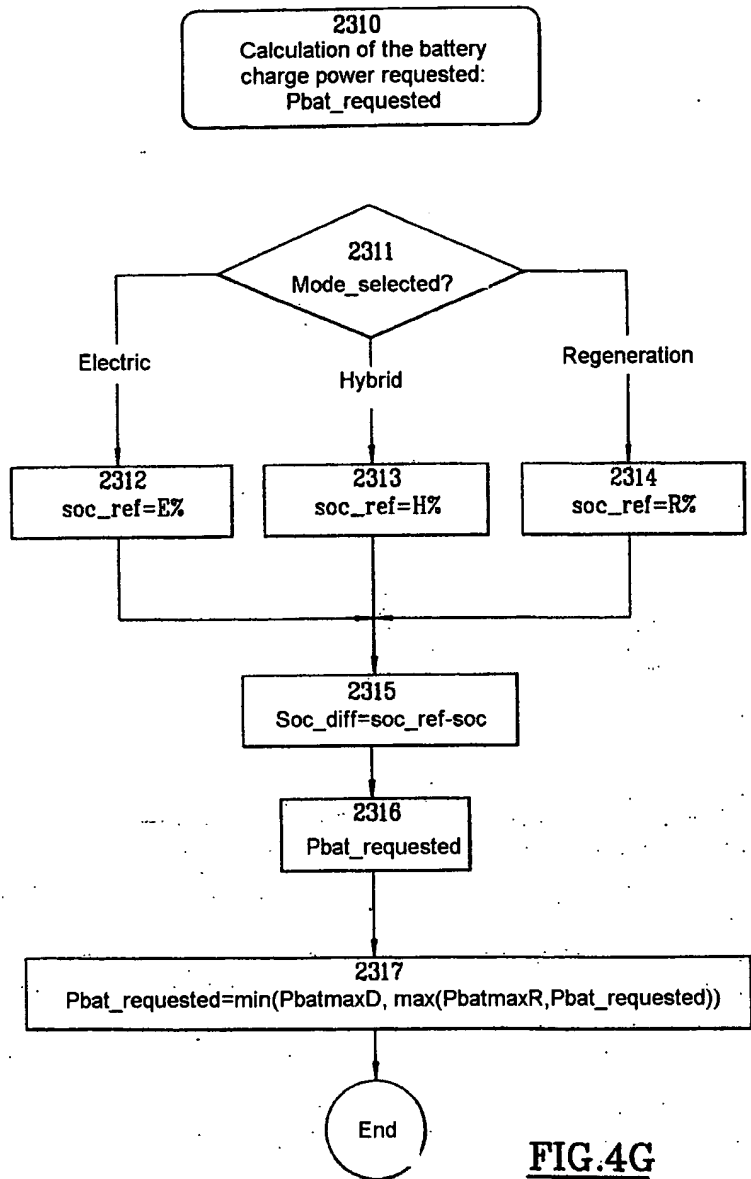 2310
Calculation of the battery
charge power requested:
Pbat_requested
2311
Mode_selected?
Electric
Hybrid
Regeneration
2312
soc_ref=E%
2313
soc_ref=H%
2314
soc_ref=R%
2315
Soc_diff=soc_ref-soc
2316
Pbat_requested
2317
Pbat_requested=min(PbatmaxD, max(PbatmaxR,Pbat_requested))
End
FIG.4G